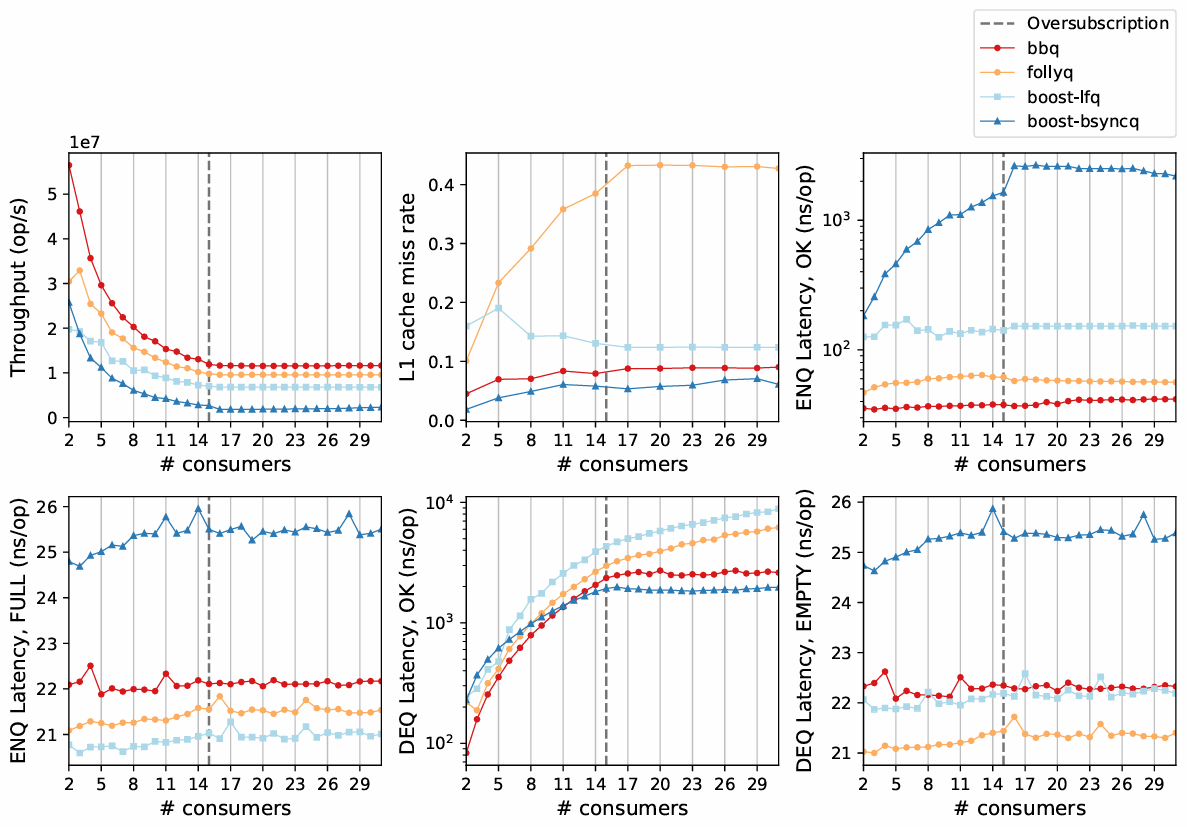 Oversubscription
bbq
follyq
boost-lfq
boost-bsyncq
1e7
Throughput (op/s)
5
4
3
2
1
0
2 5 8 11 14 17 20 23 26 29
# consumers
L1 cache miss rate
0.4
0.3
0.2
0.1
0.0
2 5 8 11 14 17 20 23 26 29
# consumers
ENQ Latency, OK (ns/op)
10³
10²
2 5 8 11 14 17 20 23 26 29
# consumers
ENQ Latency, FULL (ns/op)
26
25
24
23
22
21
2 5 8 11 14 17 20 23 26 29
# consumers
DEQ Latency, OK (ns/op)
10⁴
10³
10²
2 5 8 11 14 17 20 23 26 29
# consumers
DEQ Latency, EMPTY (ns/op)
26
25
24
23
22
21
2 5 8 11 14 17 20 23 26 29
# consumers